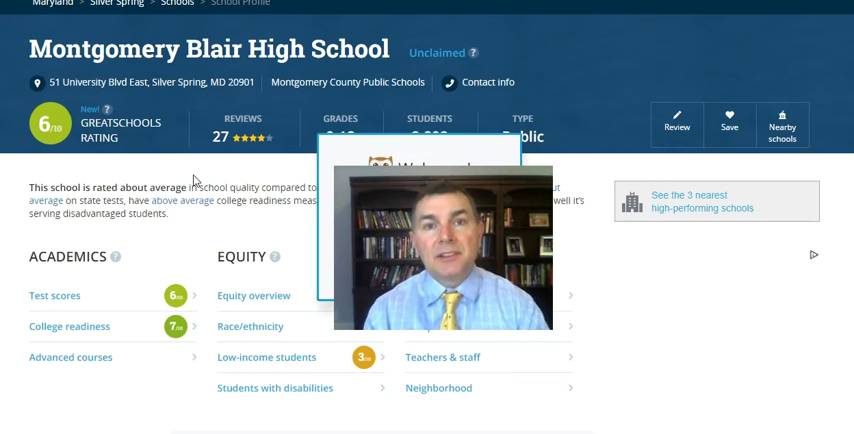 Maryland > Silver Spring > Schools > School Profile
Montgomery Blair High School Unclaimed ?
51 University Blvd East, Silver Spring, MD 20901 Montgomery County Public Schools Contact info
6/10
New! ?
GREATSCHOOLS
RATING
REVIEWS
27
GRADES
STUDENTS
TYPE
Review
Save
Nearby
schools
This school is rated about average in school quality compared to
average on state tests, have above average college readiness well it's
serving disadvantaged students.
See the 3 nearest
high-performing schools
ACADEMICS ?
Test scores 6/10
College readiness 7/10
Advanced courses
EQUITY ?
Equity overview
Race/ethnicity
Low-income students 3/10
Students with disabilities
Teachers & staff
Neighborhood